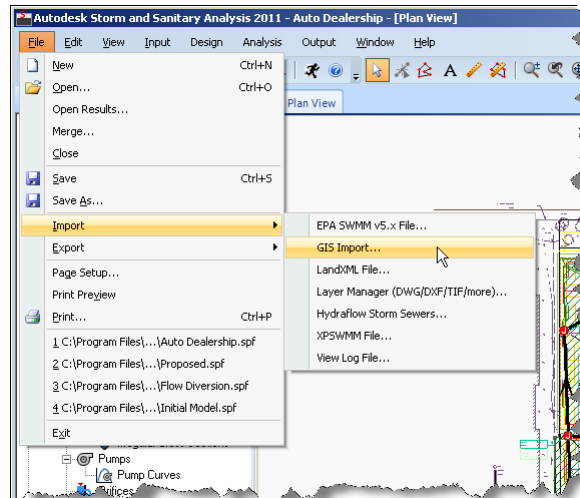 Autodesk Storm and Sanitary Analysis 2011 - Auto Dealership - [Plan View]
File Edit View Input Design Analysis Output Window Help
New Ctrl+N
Open... Ctrl+O
Plan View
Open Results...
Merge...
Close
Save Ctrl+S
Save As...
Import
EPA SWMM v5.x File...
Export
GIS Import...
LandXML File...
Page Setup...
Layer Manager (DWG/DXF/TIF/more)...
Print Preview
Hydraflow Storm Sewers...
Print... Ctrl+P
XPSWMM File...
1 C:\Program Files\...\Auto Dealership.spf
View Log File...
2 C:\Program Files\...\Proposed.spf
3 C:\Program Files\...\Flow Diversion.spf
4 C:\Program Files\...\Initial Model.spf
Exit
Pumps
Pump Curves
Orifices